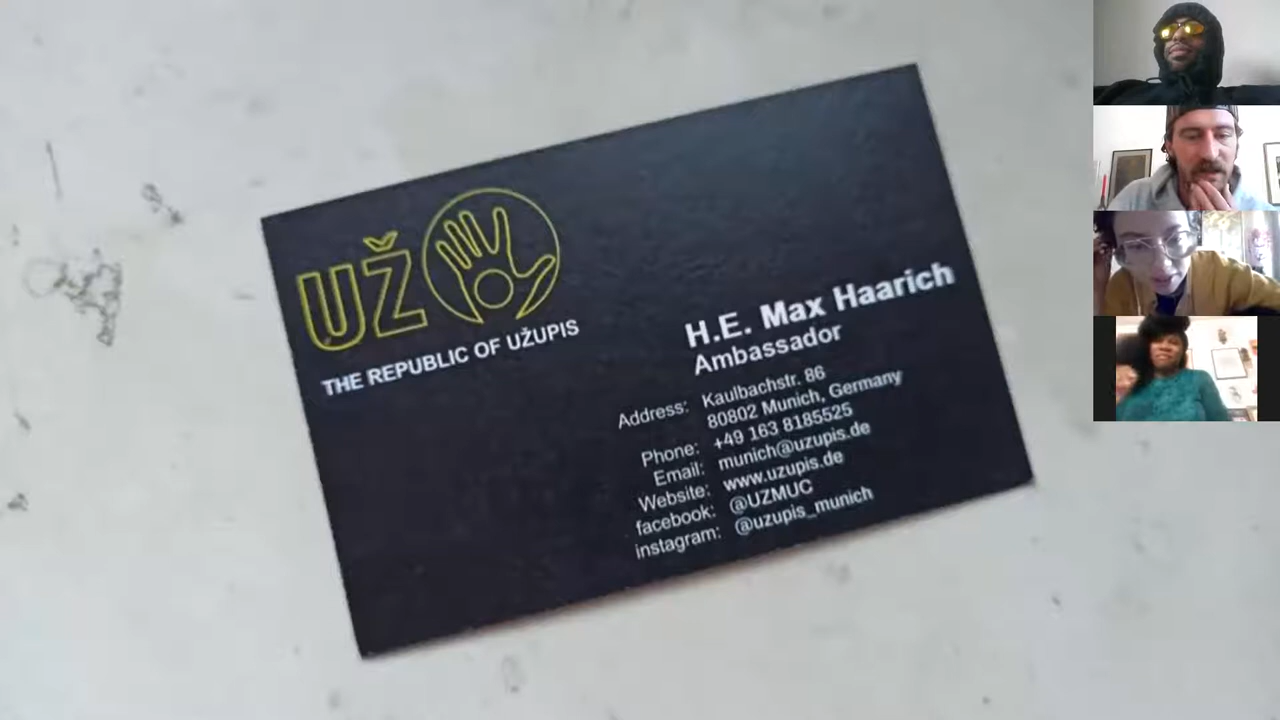 UŽ
THE REPUBLIC OF UŽUPIS
H.E. Max Haarich
Ambassador
Address: Kaulbachstr. 86
80802 Munich, Germany
Phone: +49 163 8185525
Email: munich@uzupis.de
Website: www.uzupis.de
facebook: @UZMUC
instagram: @uzupis_munich